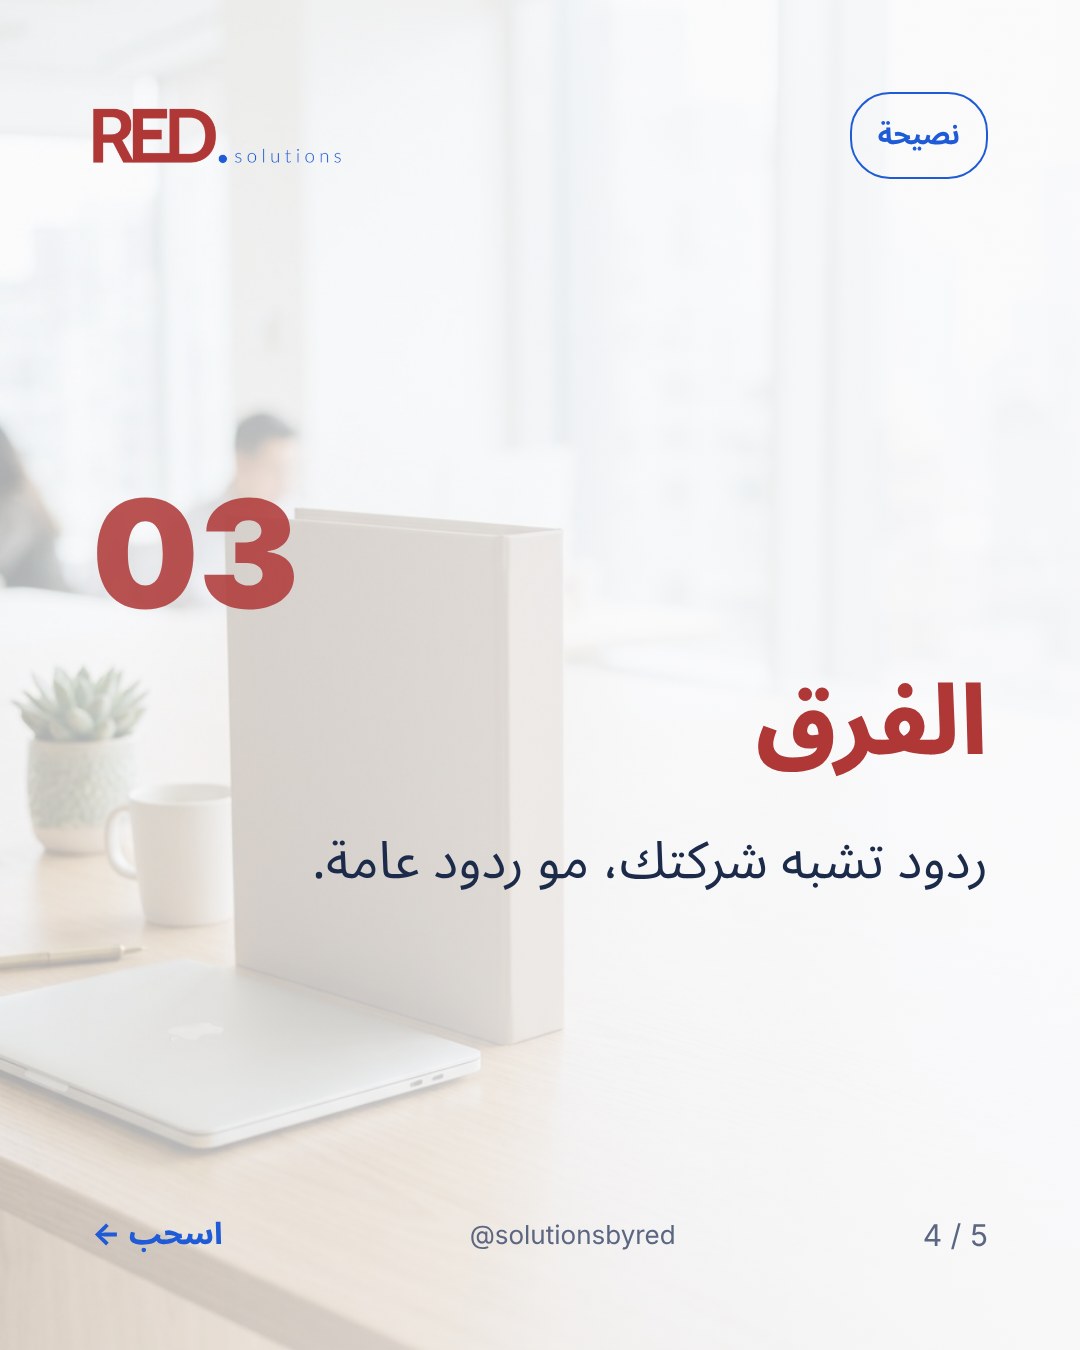 RED.solutions
نصيحة
03
الفرق
ردود تشبه شركتك، مو ردود عامة.
اسحب ←
@solutionsbyred
4 / 5